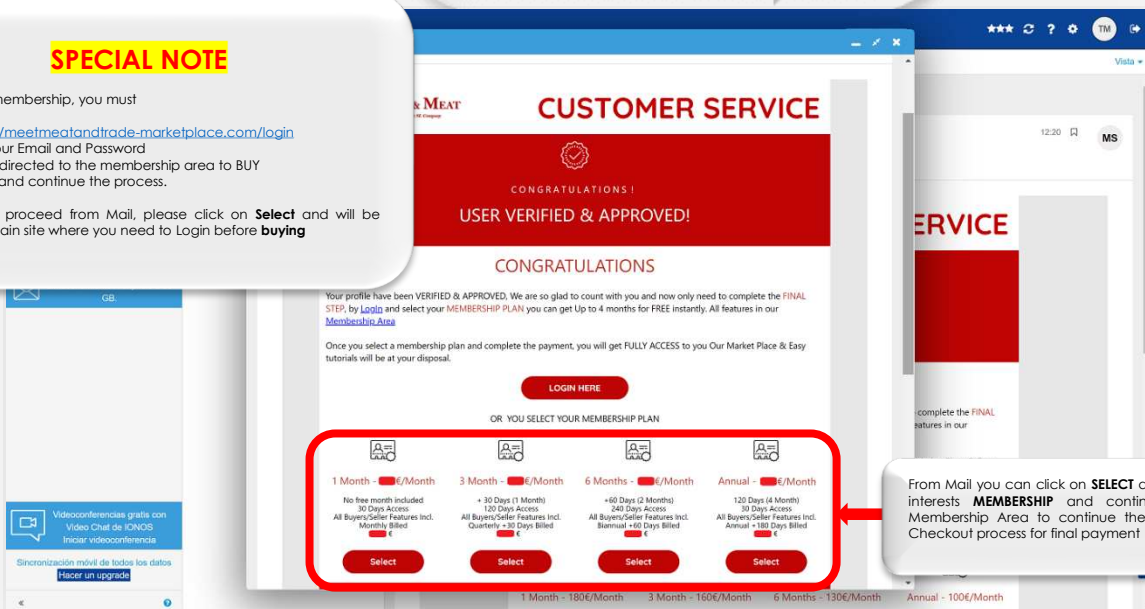 SPECIAL NOTE
membership, you must
/meetmeatandtrade-marketplace.com/login
our Email and Password
directed to the membership area to BUY
and continue the process.
proceed from Mail, please click on Select and will be
ain site where you need to Login before buying
GB.
Videoconferencias gratis con
Video Chat de IONOS
Iniciar videoconferencia
Sincronización móvil de todos los datos
Hacer un upgrade
& MEAT
CUSTOMER SERVICE
CONGRATULATIONS!
USER VERIFIED & APPROVED!
CONGRATULATIONS
Your profile have been VERIFIED & APPROVED, We are so glad to count with you and now only need to complete the FINAL
STEP, by LogIn and select your MEMBERSHIP PLAN you can get Up to 4 months for FREE instantly. All features in our
Membership Area
Once you select a membership plan and complete the payment, you will get FULLY ACCESS to you Our Market Place & Easy
tutorials will be at your disposal.
LOGIN HERE
OR YOU SELECT YOUR MEMBERSHIP PLAN
1 Month - €/Month
No free month included
30 Days Access
All Buyers/Seller Features Incl.
Monthly Billed
€
Select
3 Month - €/Month
+ 30 Days (1 Month)
120 Days Access
All Buyers/Seller Features Incl.
Quarterly +30 Days Billed
€
Select
6 Months - €/Month
+60 Days (2 Months)
240 Days Access
All Buyers/Seller Features Incl.
Biannual +60 Days Billed
€
Select
Annual - €/Month
120 Days (4 Month)
30 Days Access
All Buyers/Seller Features Incl.
Annual +180 Days Billed
€
Select
TM
Vista
12:20
MS
ERVICE
complete the FINAL
eatures in our
From Mail you can click on SELECT
interests MEMBERSHIP and contin
Membership Area to continue the
Checkout process for final payment
1 Month - 180€/Month 3 Month - 160€/Month 6 Months - 130€/Month Annual - 100€/Month